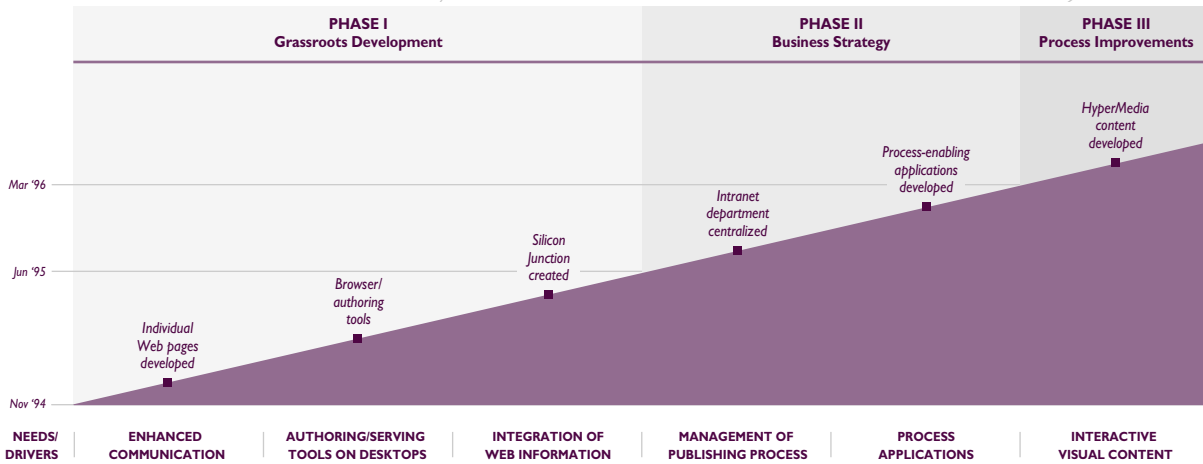 PHASE I
Grassroots Development
PHASE II
Business Strategy
PHASE III
Process Improvements
HyperMedia
content
developed
Process-enabling
applications
developed
Mar ‘96
Intranet
department
centralized
Silicon
Junction
created
Jun ‘95
Browser/
authoring
tools
Individual
Web pages
developed
Nov ‘94
NEEDS/
DRIVERS
ENHANCED
COMMUNICATION
AUTHORING/SERVING
TOOLS ON DESKTOPS
INTEGRATION OF
WEB INFORMATION
MANAGEMENT OF
PUBLISHING PROCESS
PROCESS
APPLICATIONS
INTERACTIVE
VISUAL CONTENT